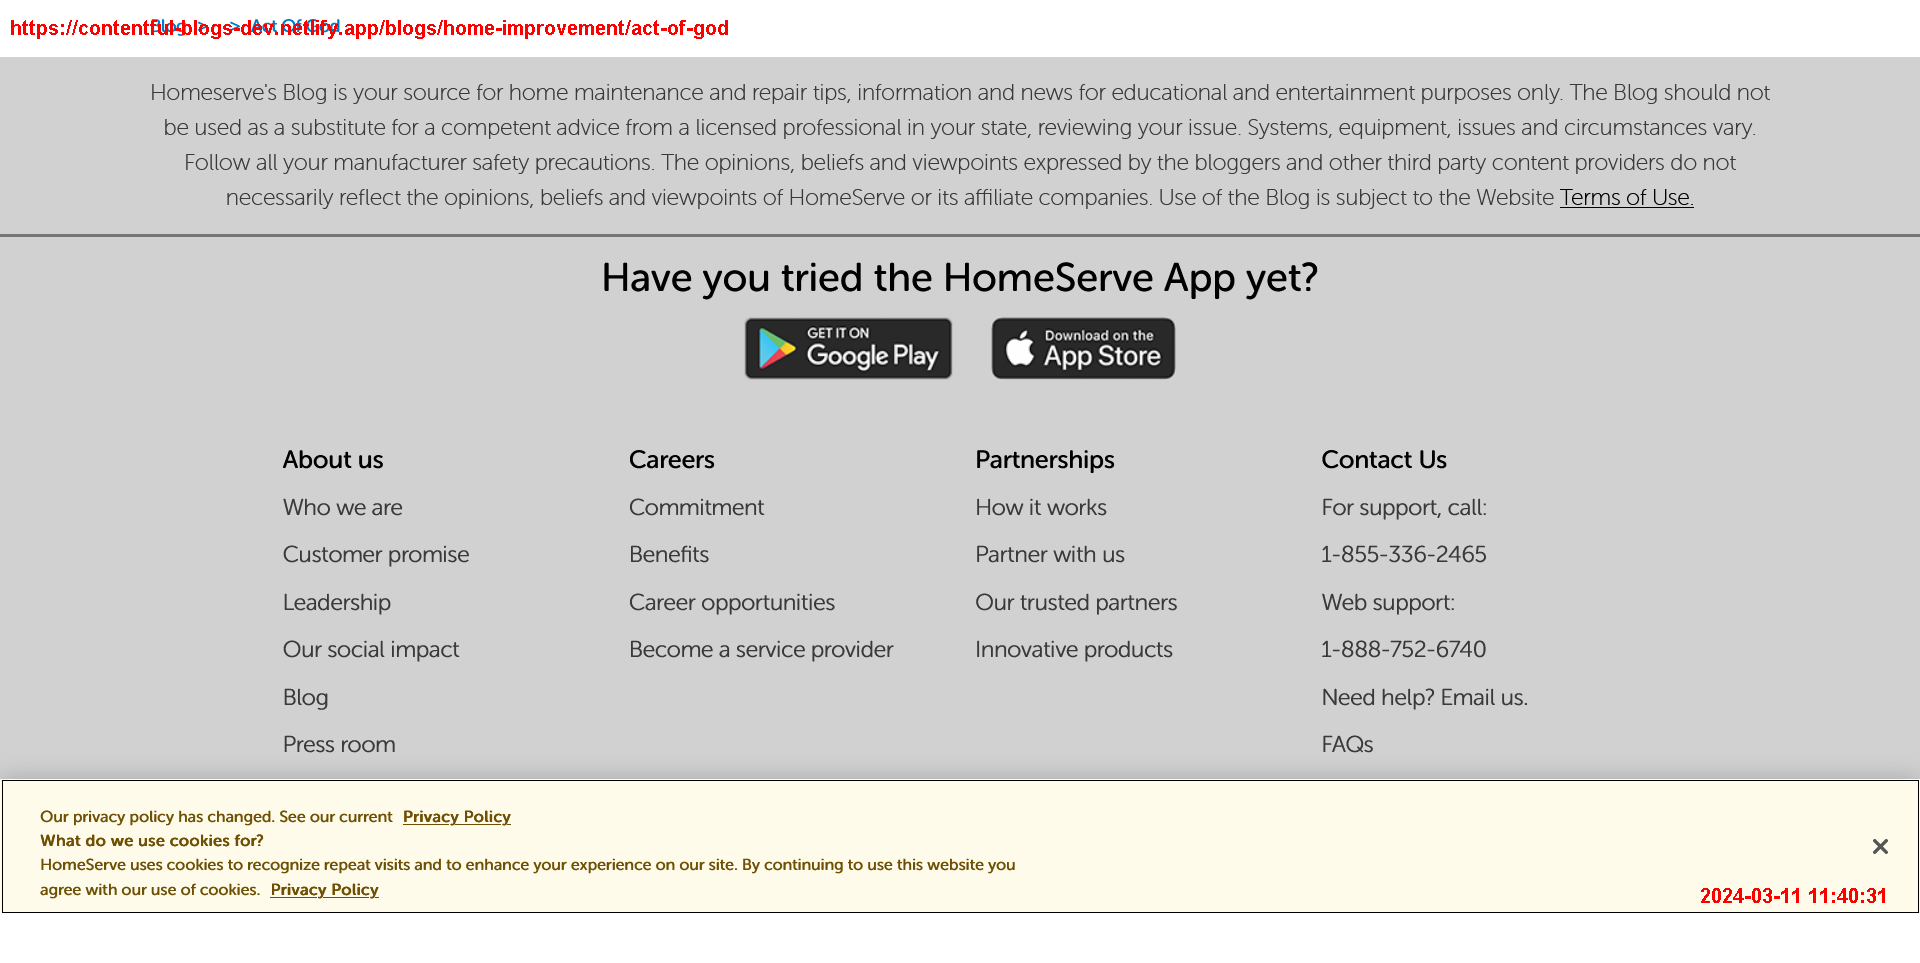 https://contentful-blogs-dev.netlify.app/blogs/home-improvement/act-of-god
Blog > > Act Of God
Homeserve's Blog is your source for home maintenance and repair tips, information and news for educational and entertainment purposes only. The Blog should not
be used as a substitute for a competent advice from a licensed professional in your state, reviewing your issue. Systems, equipment, issues and circumstances vary.
Follow all your manufacturer safety precautions. The opinions, beliefs and viewpoints expressed by the bloggers and other third party content providers do not
necessarily reflect the opinions, beliefs and viewpoints of HomeServe or its affiliate companies. Use of the Blog is subject to the Website Terms of Use.
Have you tried the HomeServe App yet?
GET IT ON
Google Play
Download on the
App Store
About us
Who we are
Customer promise
Leadership
Our social impact
Blog
Press room
Careers
Commitment
Benefits
Career opportunities
Become a service provider
Partnerships
How it works
Partner with us
Our trusted partners
Innovative products
Contact Us
For support, call:
1-855-336-2465
Web support:
1-888-752-6740
Need help? Email us.
FAQs
Our privacy policy has changed. See our current Privacy Policy
What do we use cookies for?
HomeServe uses cookies to recognize repeat visits and to enhance your experience on our site. By continuing to use this website you
agree with our use of cookies. Privacy Policy
2024-03-11 11:40:31